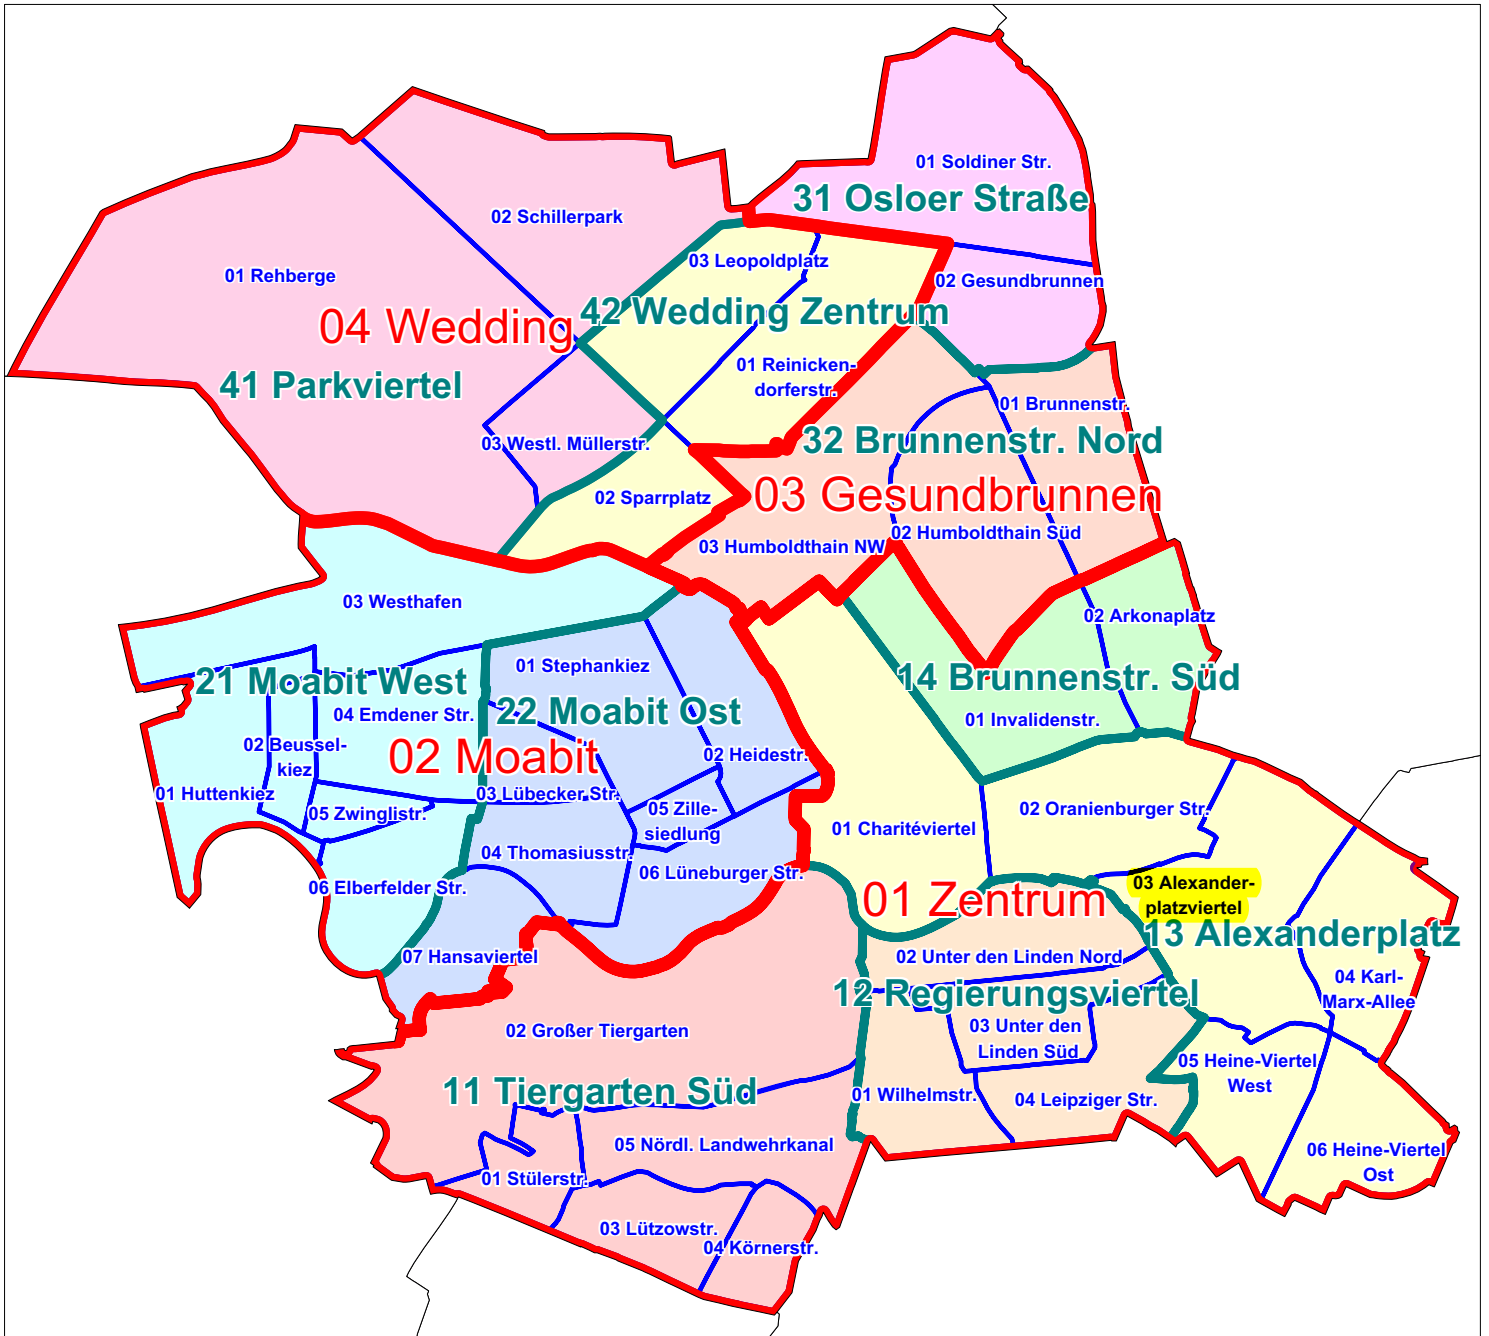 01 Soldiner Str.
31 Osloer Straße
02 Schillerpark
03 Leopoldplatz
01 Rehberge
02 Gesundbrunnen
04 Wedding
42 Wedding Zentrum
01 Reinicken-
dorferstr.
41 Parkviertel
01 Brunnenstr.
03 Westl. Müllerstr.
32 Brunnenstr. Nord
02 Sparrplatz
03 Gesundbrunnen
03 Humboldthain NW
02 Humboldthain Süd
03 Westhafen
02 Arkonaplatz
01 Stephankiez
21 Moabit West
14 Brunnenstr. Süd
04 Emdener Str.
22 Moabit Ost
01 Invalidenstr.
02 Beussel-
kiez
02 Moabit
02 Heidestr.
01 Huttenkiez
03 Lübecker Str.
05 Zwinglistr.
05 Zille-
siedlung
02 Oranienburger Str.
01 Charitéviertel
04 Thomasiusstr.
06 Lüneburger Str.
06 Elberfelder Str.
03 Alexander-
platzviertel
01 Zentrum
13 Alexanderplatz
07 Hansaviertel
02 Unter den Linden Nord
12 Regierungsviertel
04 Karl-
Marx-Allee
02 Großer Tiergarten
03 Unter den
Linden Süd
05 Heine-Viertel
West
11 Tiergarten Süd
01 Wilhelmstr.
04 Leipziger Str.
05 Nördl. Landwehrkanal
06 Heine-Viertel
Ost
01 Stülerstr.
03 Lützowstr.
04 Körnerstr.